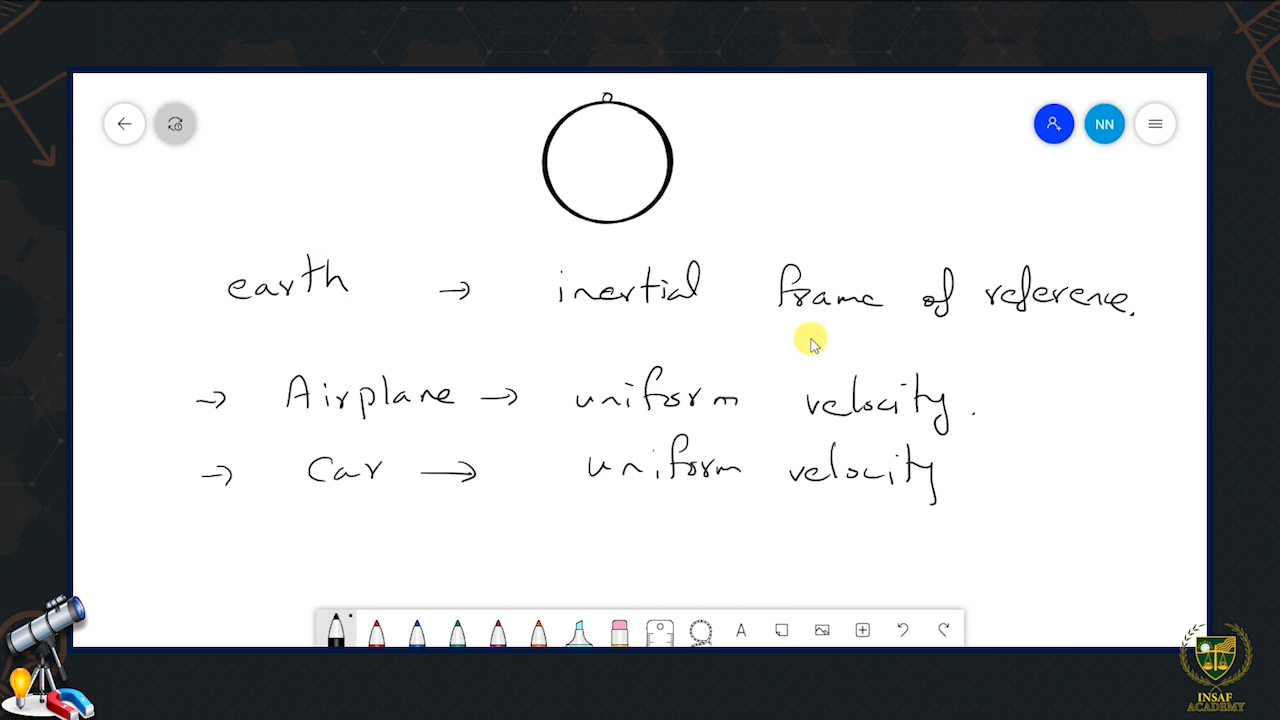 NN
earth → inertial frame of reference.
→ Airplane → uniform velocity.
→ Car → uniform velocity
A
INSAF
ACADEMY